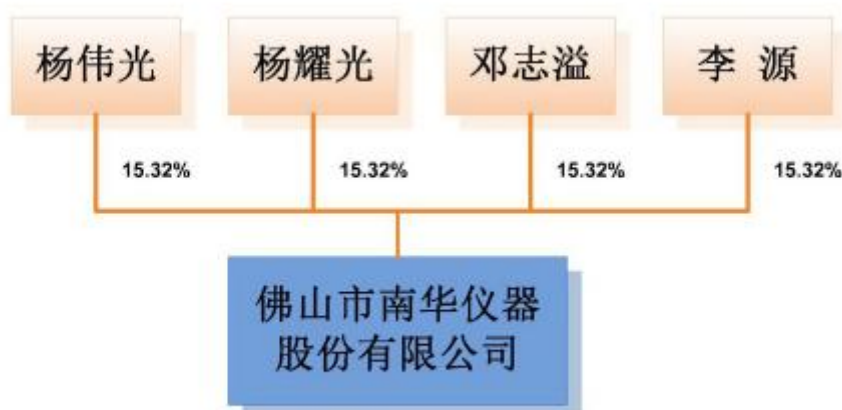 杨伟光
杨耀光
邓志溢
李 源
15.32%
15.32%
15.32%
15.32%
佛山市南华仪器
股份有限公司